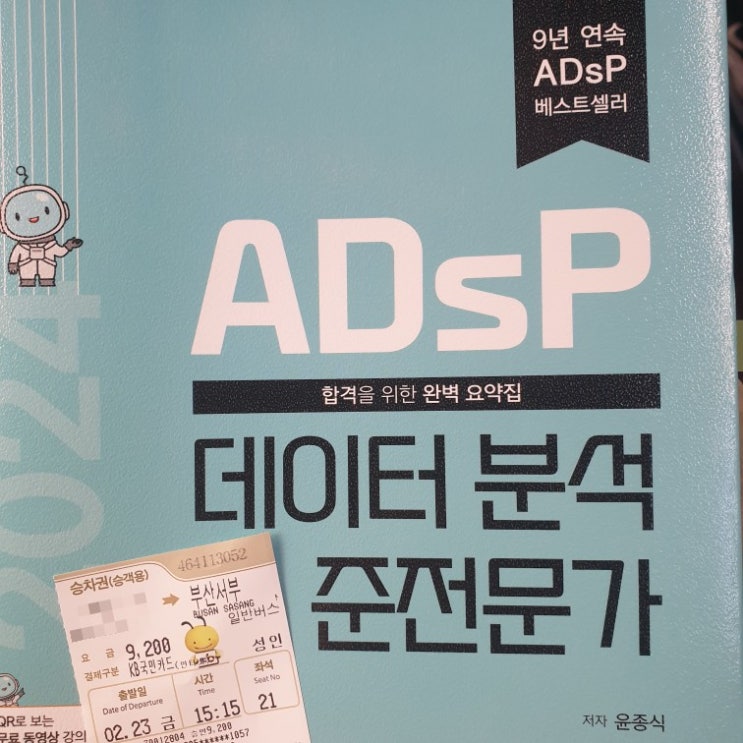 9년 연속
ADsP
베스트셀러
ADsP
합격을 위한 완벽 요약집
데이터 분석
준전문가
2024
저자 윤종식
QR로 보는
무료 동영상 강의
464113052
승차권(승객용)
➡ 부산서부
BUSAN SASANG
일반버스
요 금 9,200 성인
결제구분 KB국민카드
출발일 시간 좌석
Date of Departure Time Seat No
02.23 금 15:15 21